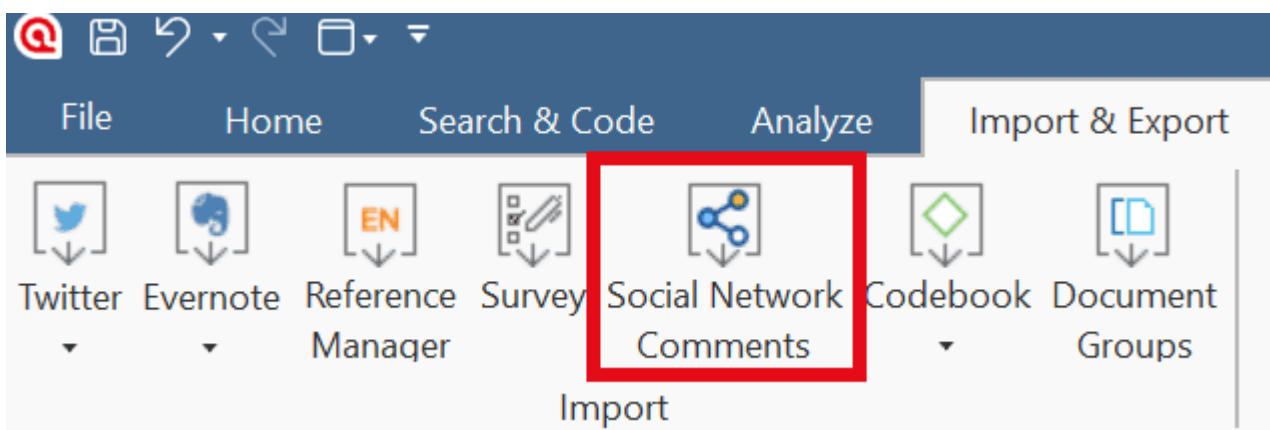 File Home Search & Code Analyze Import & Export
EN
Twitter Evernote Reference Survey Social Network Codebook Document
Manager Comments Groups
Import